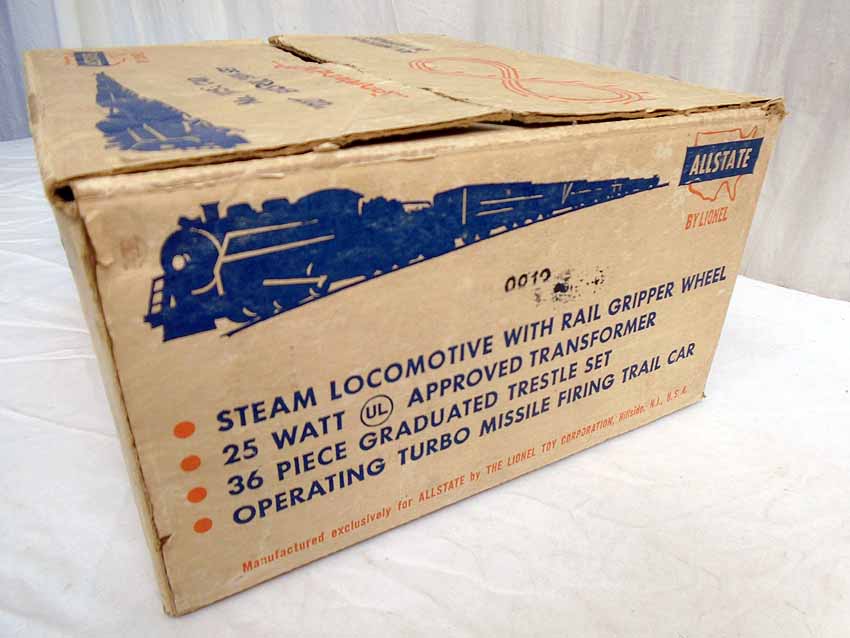 ALLSTATE
ALLSTATE
BY LIONEL
STEAM LOCOMOTIVE WITH RAIL GRIPPER WHEEL
25 WATT UL APPROVED TRANSFORMER
36 PIECE GRADUATED TRESTLE SET
OPERATING TURBO MISSILE FIRING TRAIL CAR
Manufactured exclusively for ALLSTATE by THE LIONEL TOY CORPORATION, Hillside, N.J., U.S.A.